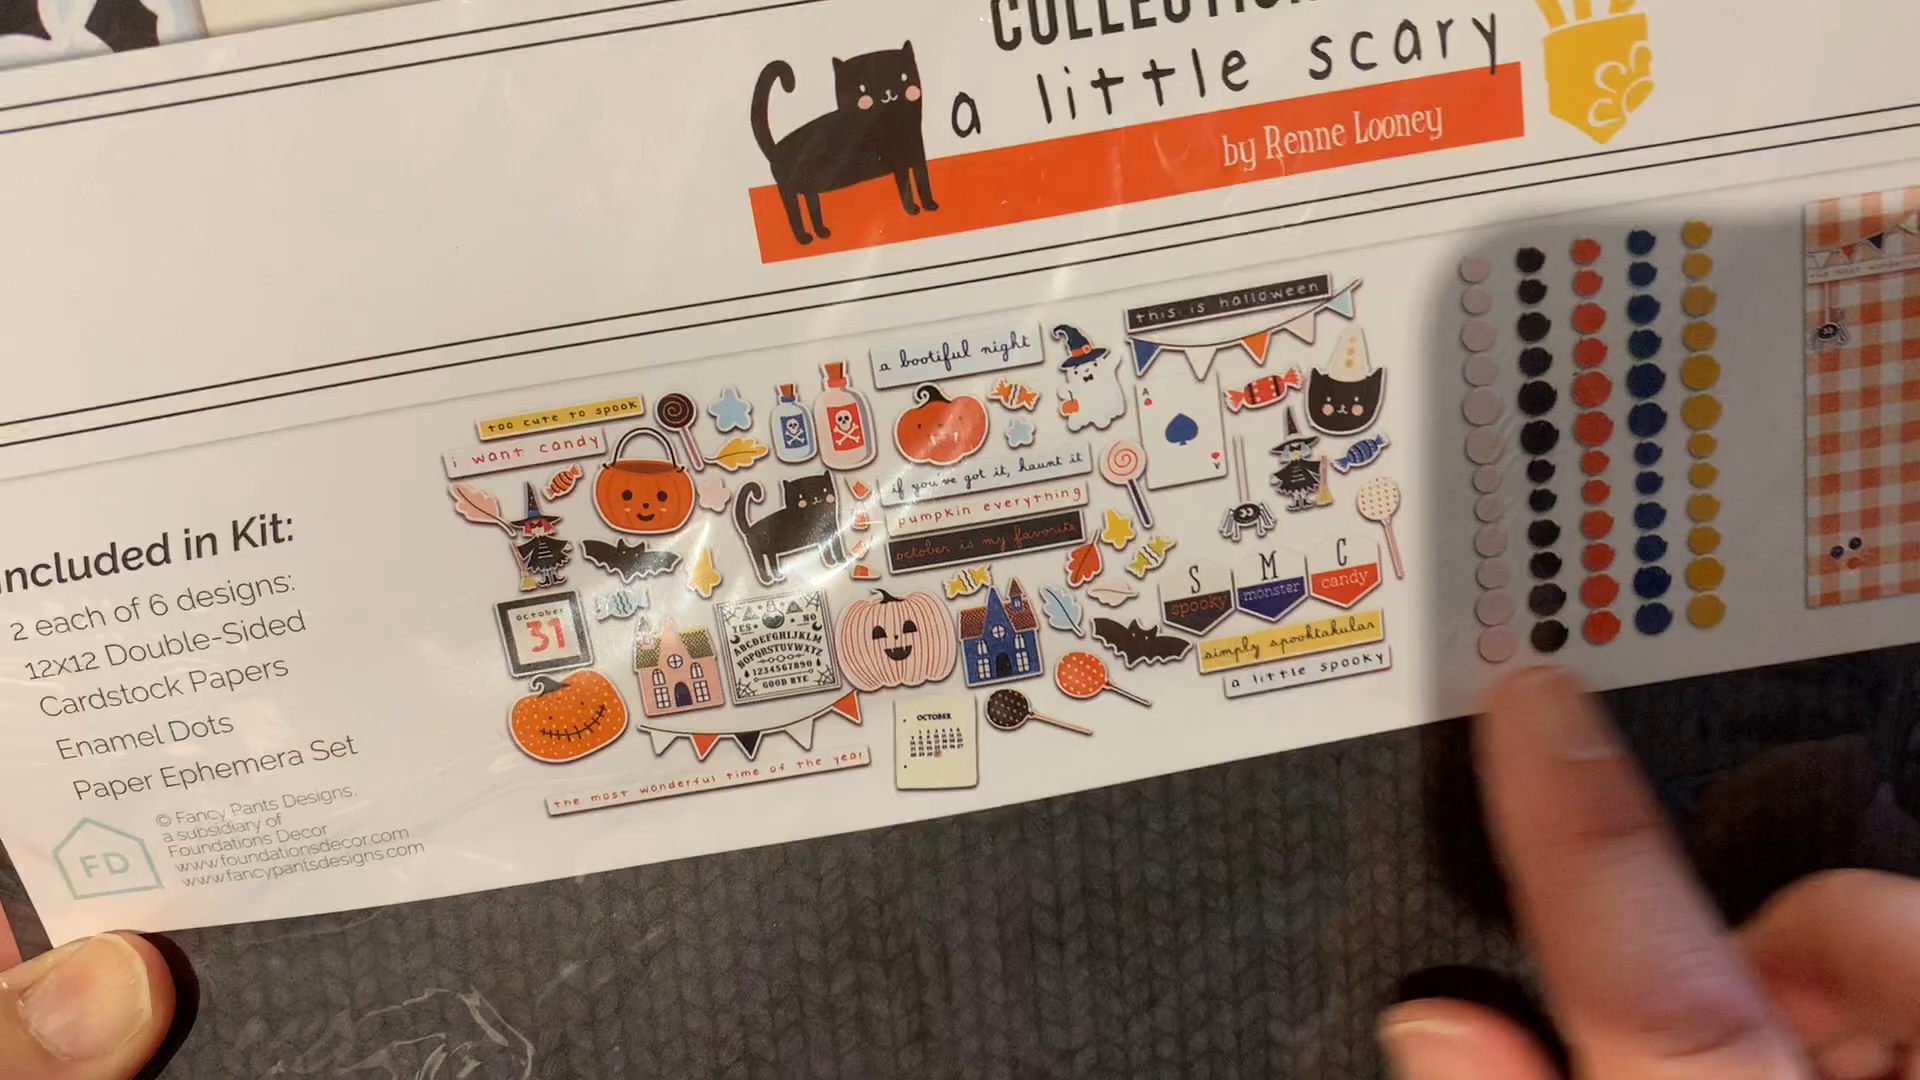 COLLECTION
a little scary
by Renne Looney
this is halloween
a bootiful night
too cute to spook
i want candy
A
A
if you've got it, haunt it
pumpkin everything
october is my favorite
S
spooky
M
monster
C
candy
OCTOBER
31
YES
NO
ABCDEFGHIJKLM
NOPQRSTUVWXYZ
1234567890
GOOD BYE
simply spooktakular
a little spooky
OCTOBER
the most wonderful time of the year
Included in Kit:
2 each of 6 designs:
12x12 Double-Sided
Cardstock Papers
Enamel Dots
Paper Ephemera Set
FD
© Fancy Pants Designs,
a subsidiary of
Foundations Decor
www.foundationsdecor.com
www.fancypantsdesigns.com